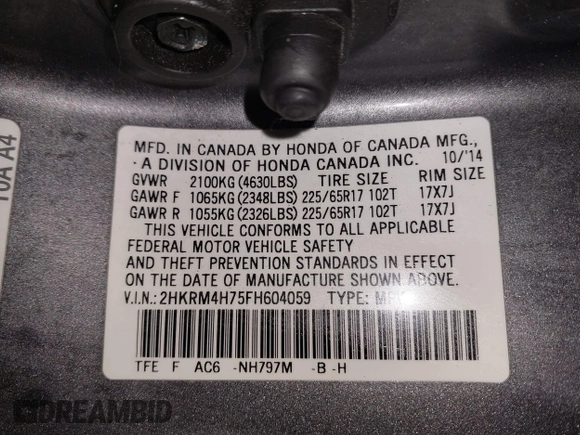 MFD. IN CANADA BY HONDA OF CANADA MFG.,
A DIVISION OF HONDA CANADA INC. 10/'14
GVWR 2100KG(4630LBS) TIRE SIZE RIM SIZE
GAWR F 1065KG(2348LBS) 225/65R17 102T 17X7J
GAWR R 1055KG(2326LBS) 225/65R17 102T 17X7J
THIS VEHICLE CONFORMS TO ALL APPLICABLE
FEDERAL MOTOR VEHICLE SAFETY
AND THEFT PREVENTION STANDARDS IN EFFECT
ON THE DATE OF MANUFACTURE SHOWN ABOVE.
V.I.N.: 2HKRM4H75FH604059 TYPE:
TFE F AC6 -NH797M -B -H
10A A4
DREAMBID